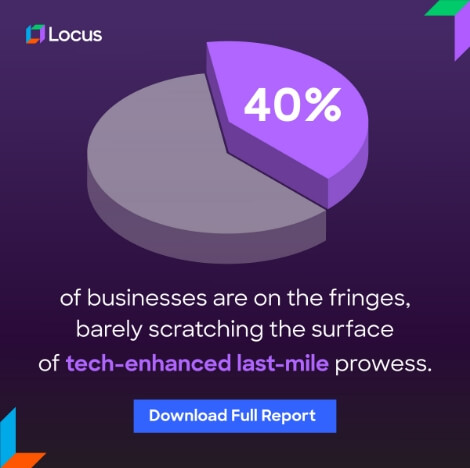 Locus
40%
of businesses are on the fringes,
barely scratching the surface
of tech-enhanced last-mile prowess.
Download Full Report